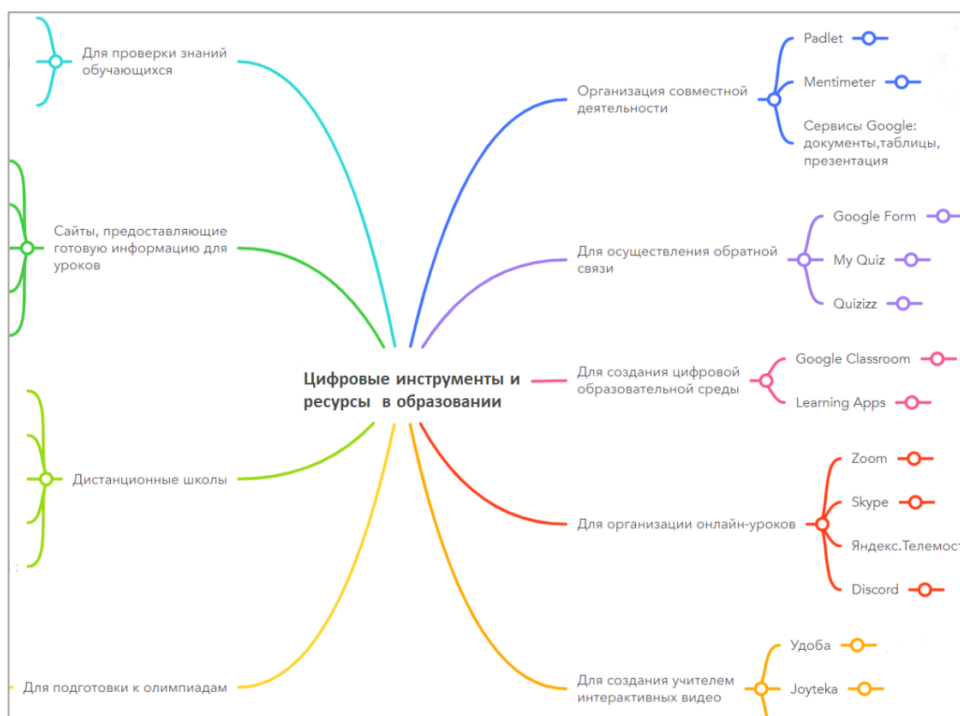 Для проверки знаний
обучающихся
Сайты, предоставляющие
готовую информацию для
уроков
Дистанционные школы
Для подготовки к олимпиадам
Цифровые инструменты и
ресурсы в образовании
Организация совместной
деятельности
Padlet
Mentimeter
Сервисы Google:
документы,таблицы,
презентация
Для осуществления обратной
связи
Google Form
My Quiz
Quizizz
Для создания цифровой
образовательной среды
Google Classroom
Learning Apps
Для организации онлайн-уроков
Zoom
Skype
Яндекс.Телемост
Discord
Для создания учителем
интерактивных видео
Удоба
Joyteka